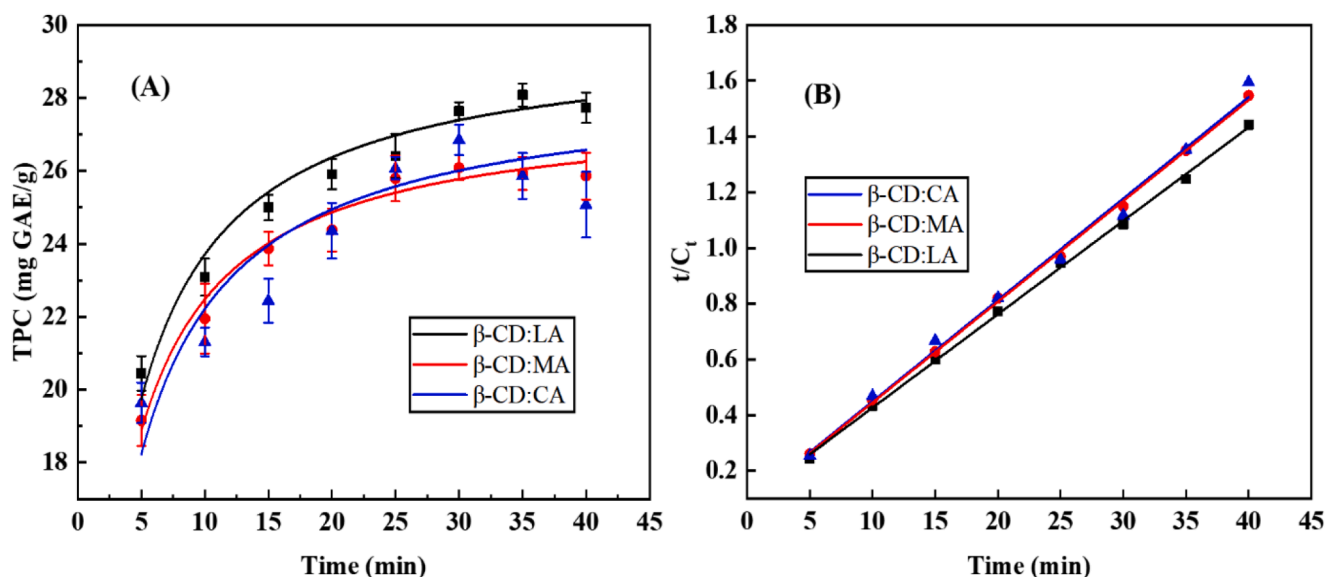 (A)
TPC (mg GAE/g)
30
28
26
24
22
20
18
β-CD:LA
β-CD:MA
β-CD:CA
0 5 10 15 20 25 30 35 40 45
Time (min)
(B)
t/Cₜ
1.6
1.4
1.2
1.0
0.8
0.6
0.4
0.2
β-CD:CA
β-CD:MA
β-CD:LA
0 5 10 15 20 25 30 35 40 45
Time (min)